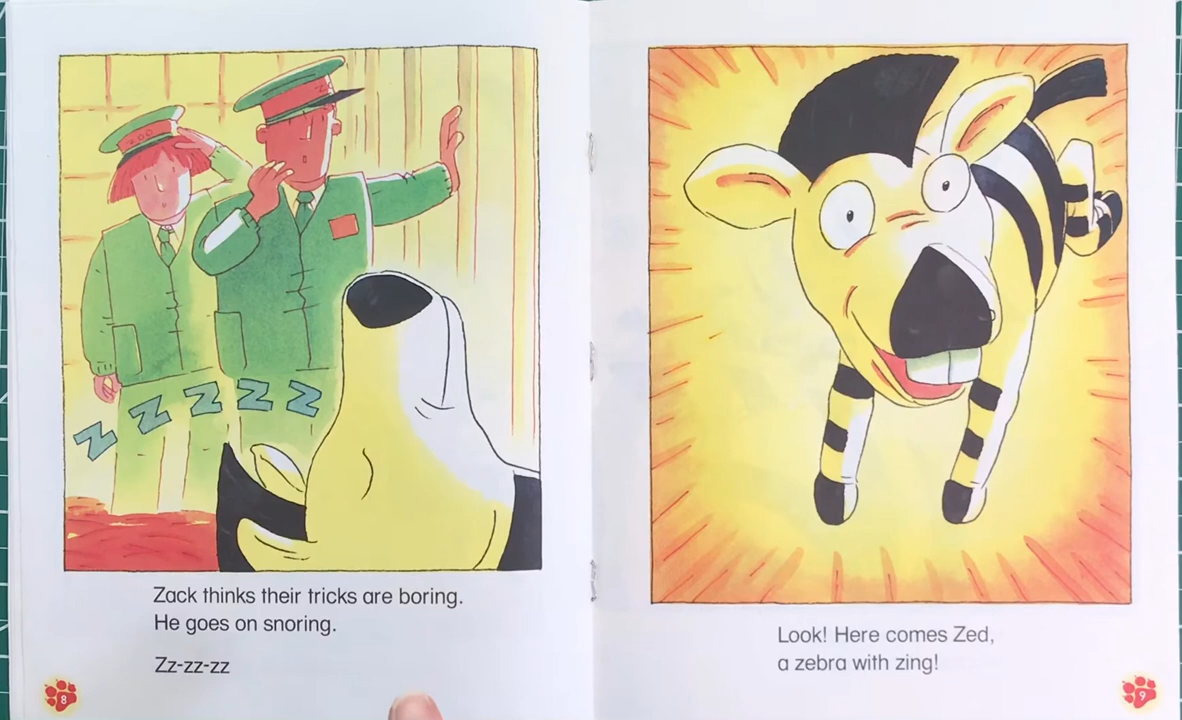 ZOO
Z Z Z Z Z
Zack thinks their tricks are boring.
He goes on snoring.
Zz-zz-zz
8
Look! Here comes Zed,
a zebra with zing!
9